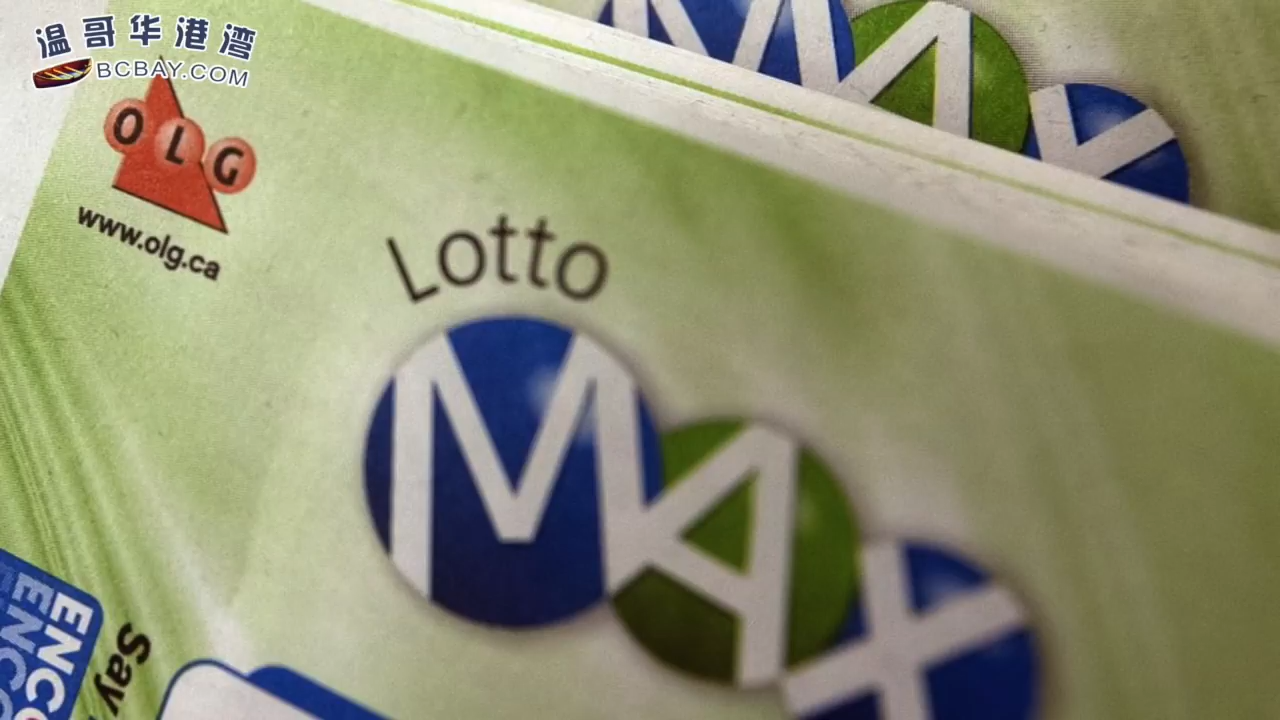 温哥华港湾
BCBAY.COM
OLG
www.olg.ca
Lotto
MAX
MAX
ENCO
ENCO
Say